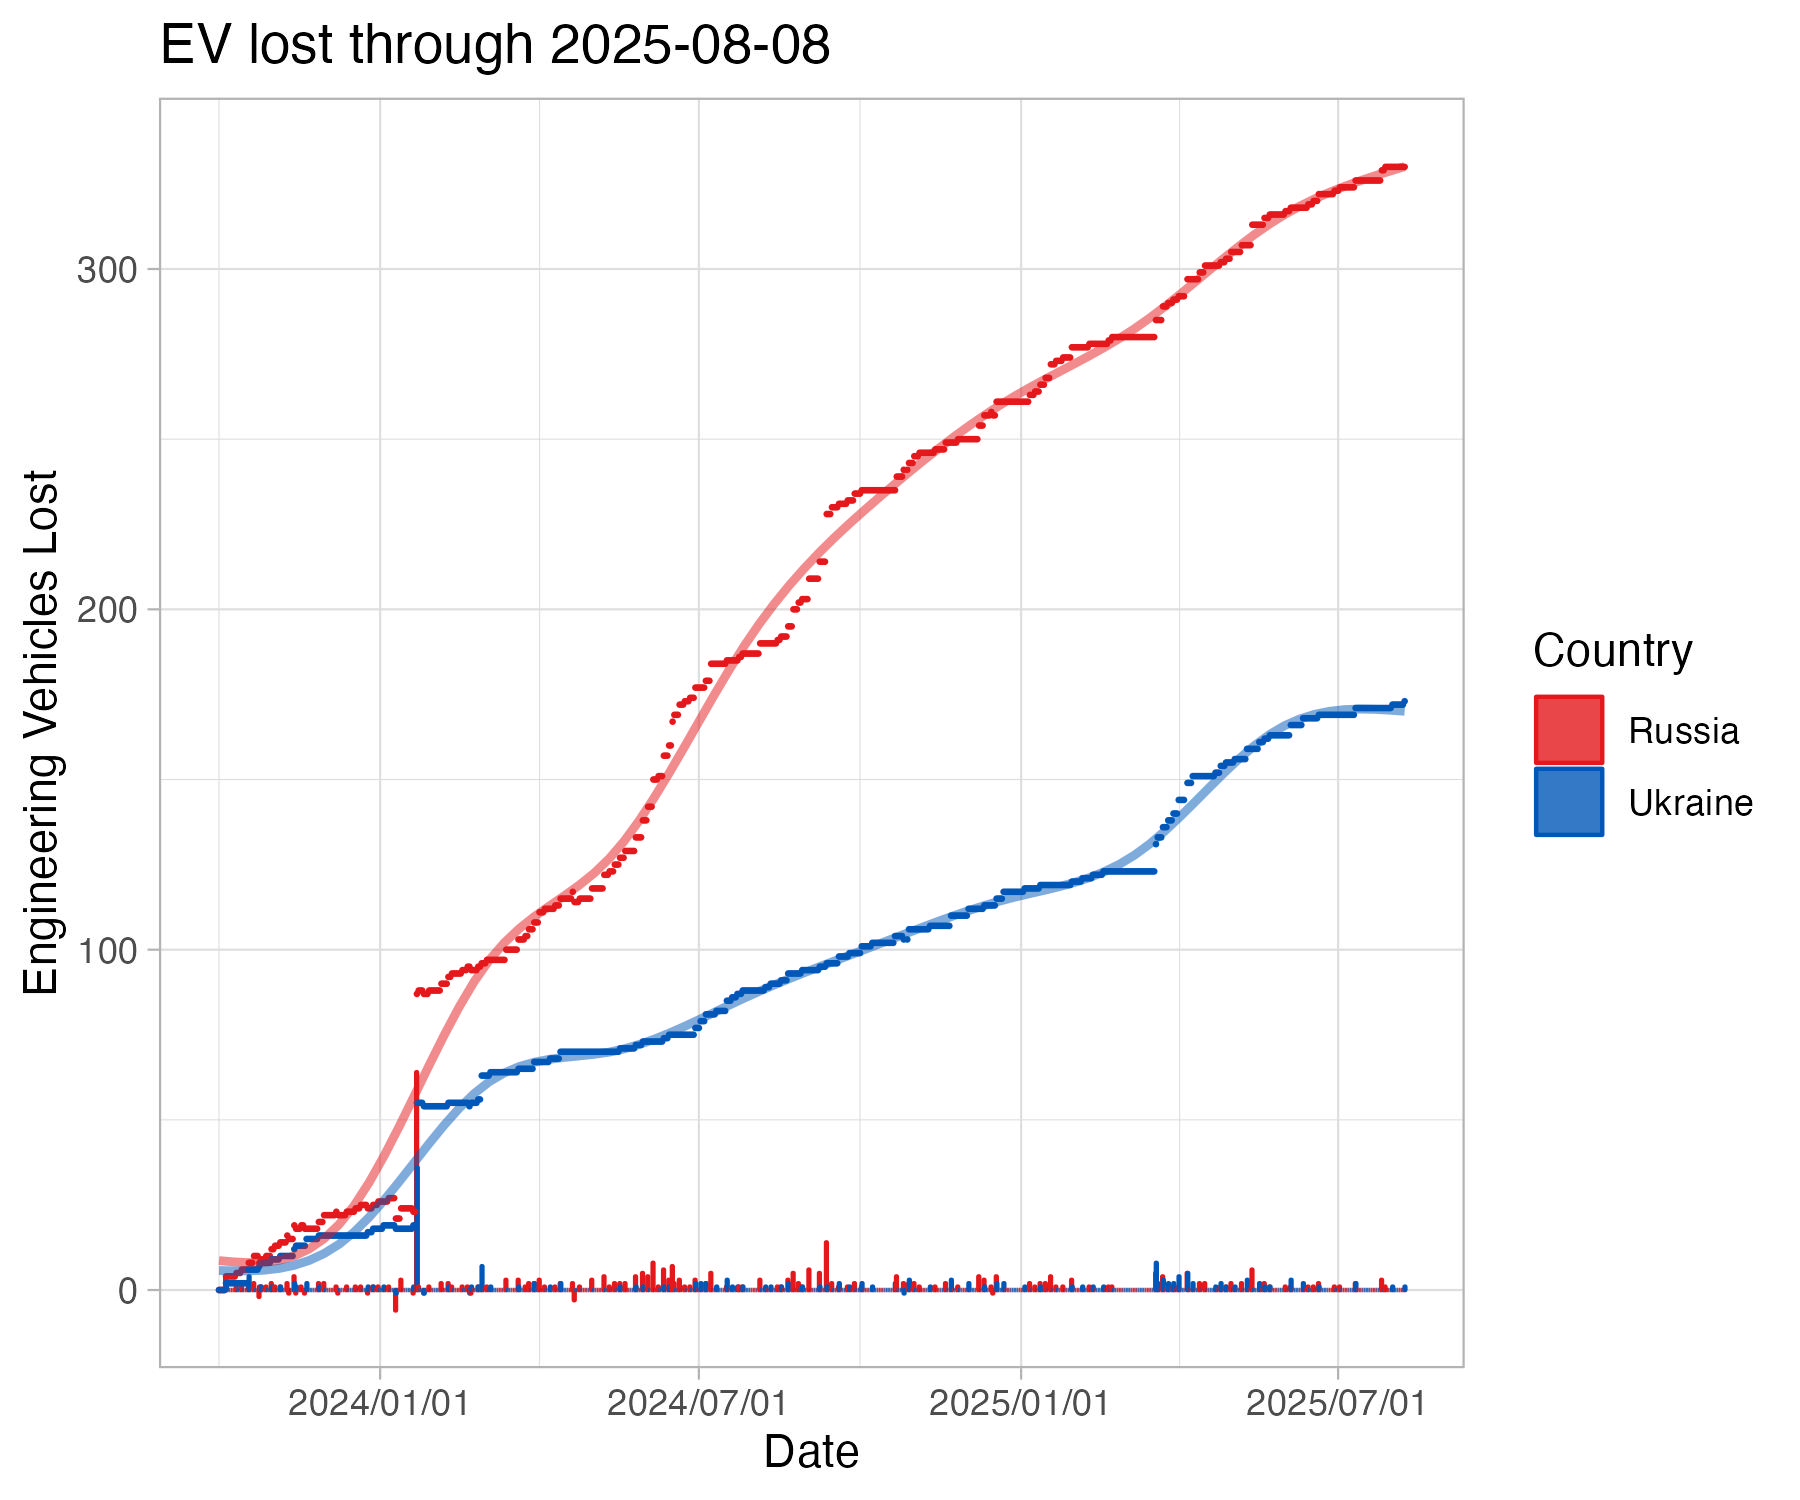 EV lost through 2025-08-08
Engineering Vehicles Lost
300
200
100
0
2024/01/01
2024/07/01
2025/01/01
2025/07/01
Date
Country
Russia
Ukraine